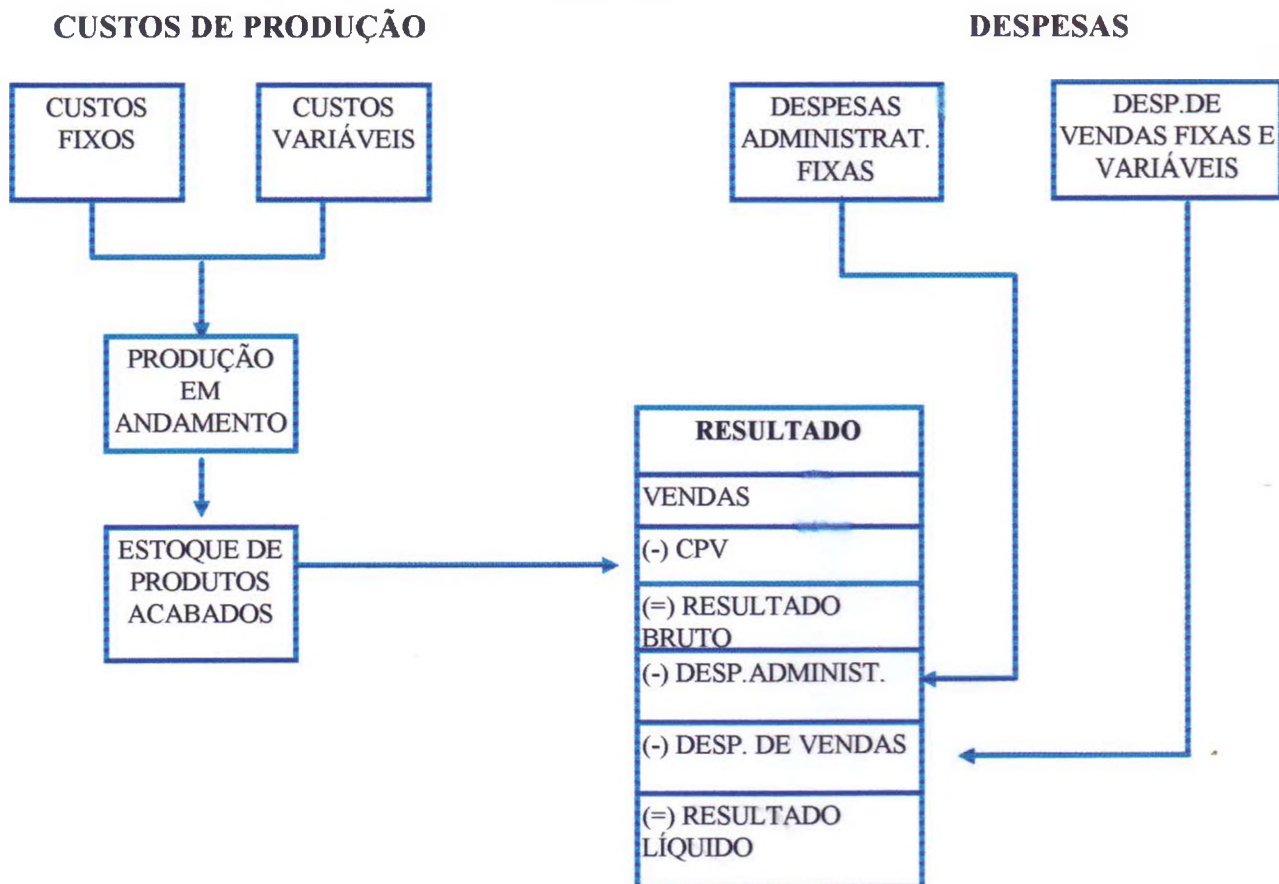 CUSTOS DE PRODUÇÃO
DESPESAS
CUSTOS
FIXOS
CUSTOS
VARIÁVEIS
DESPESAS
ADMINISTRAT.
FIXAS
DESP.DE
VENDAS FIXAS E
VARIÁVEIS
PRODUÇÃO
EM
ANDAMENTO
ESTOQUE DE
PRODUTOS
ACABADOS
RESULTADO
VENDAS
(-) CPV
(=) RESULTADO
BRUTO
(-) DESP.ADMINIST.
(-) DESP. DE VENDAS
(=) RESULTADO
LÍQUIDO